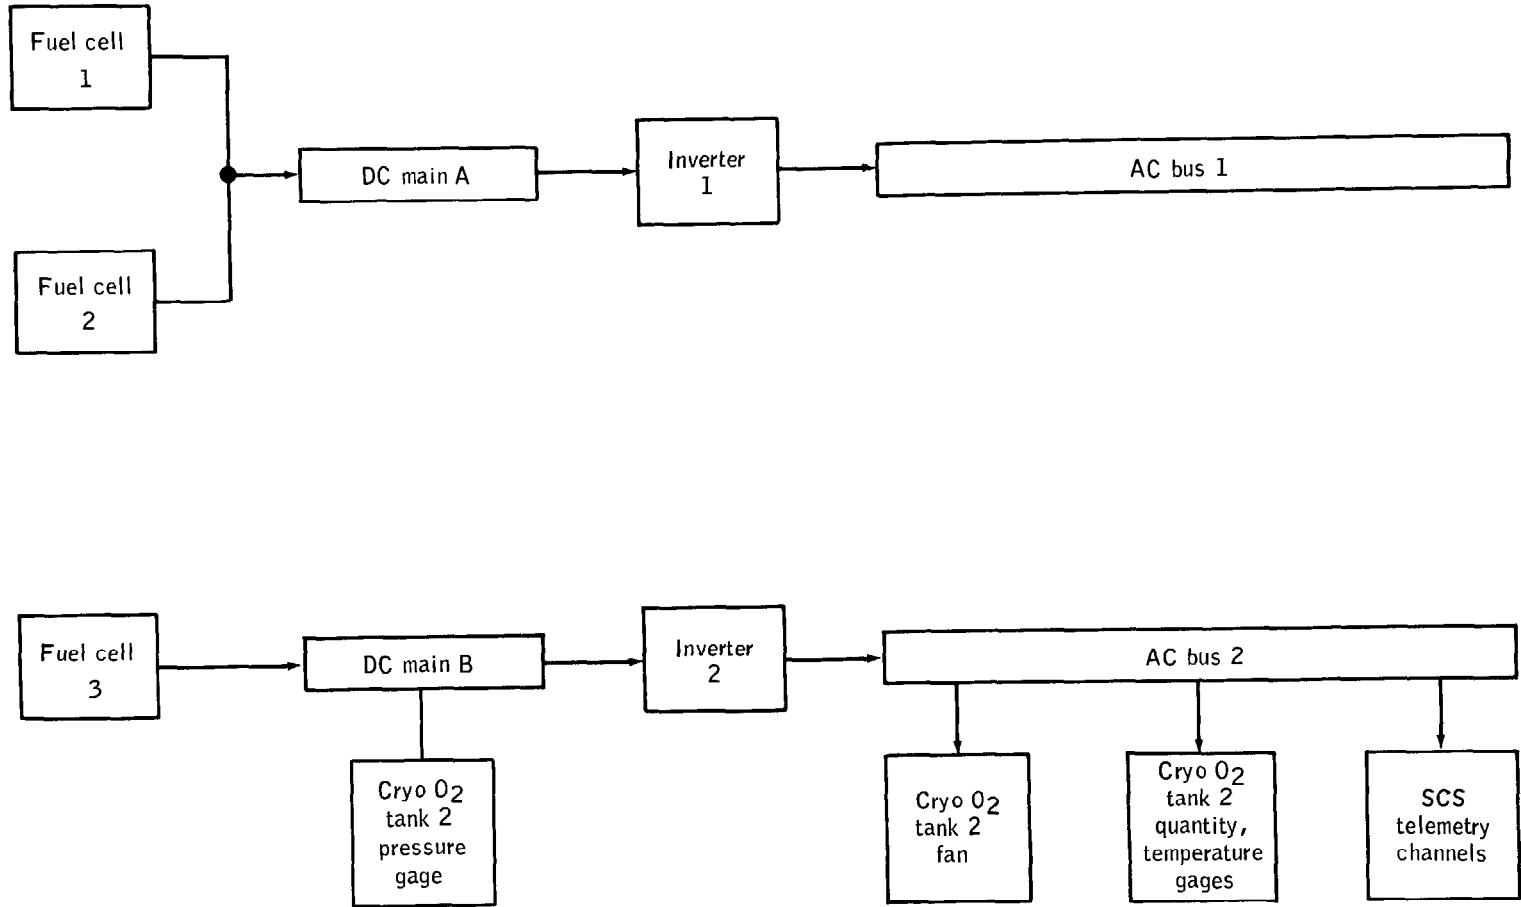 Fuel cell
1
DC main A
Inverter
1
AC bus 1
Fuel cell
2
Fuel cell
3
DC main B
Inverter
2
AC bus 2
Cryo O2
tank 2
pressure
gage
Cryo O2
tank 2
fan
Cryo O2
tank 2
quantity,
temperature
gages
SCS
telemetry
channels